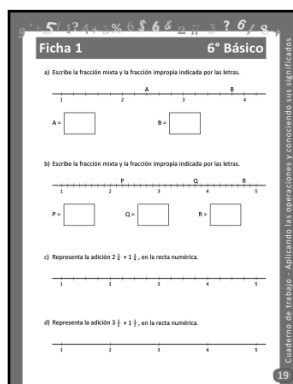 Ficha 1
6° Básico
a) Escribe la fracción mixta y la fracción impropia indicada por las letras.
A B
1 2 3 4
A = B =
b) Escribe la fracción mixta y la fracción impropia indicada por las letras.
P Q R
1 2 3 4 5
P = Q = R =
c) Representa la adición 2 + 1 , en la recta numérica.
1 2 3 4 5
d) Representa la adición 3 + 1 , en la recta numérica.
1 2 3 4 5
Cuaderno de trabajo - Aplicando las operaciones y conociendo sus significados
19